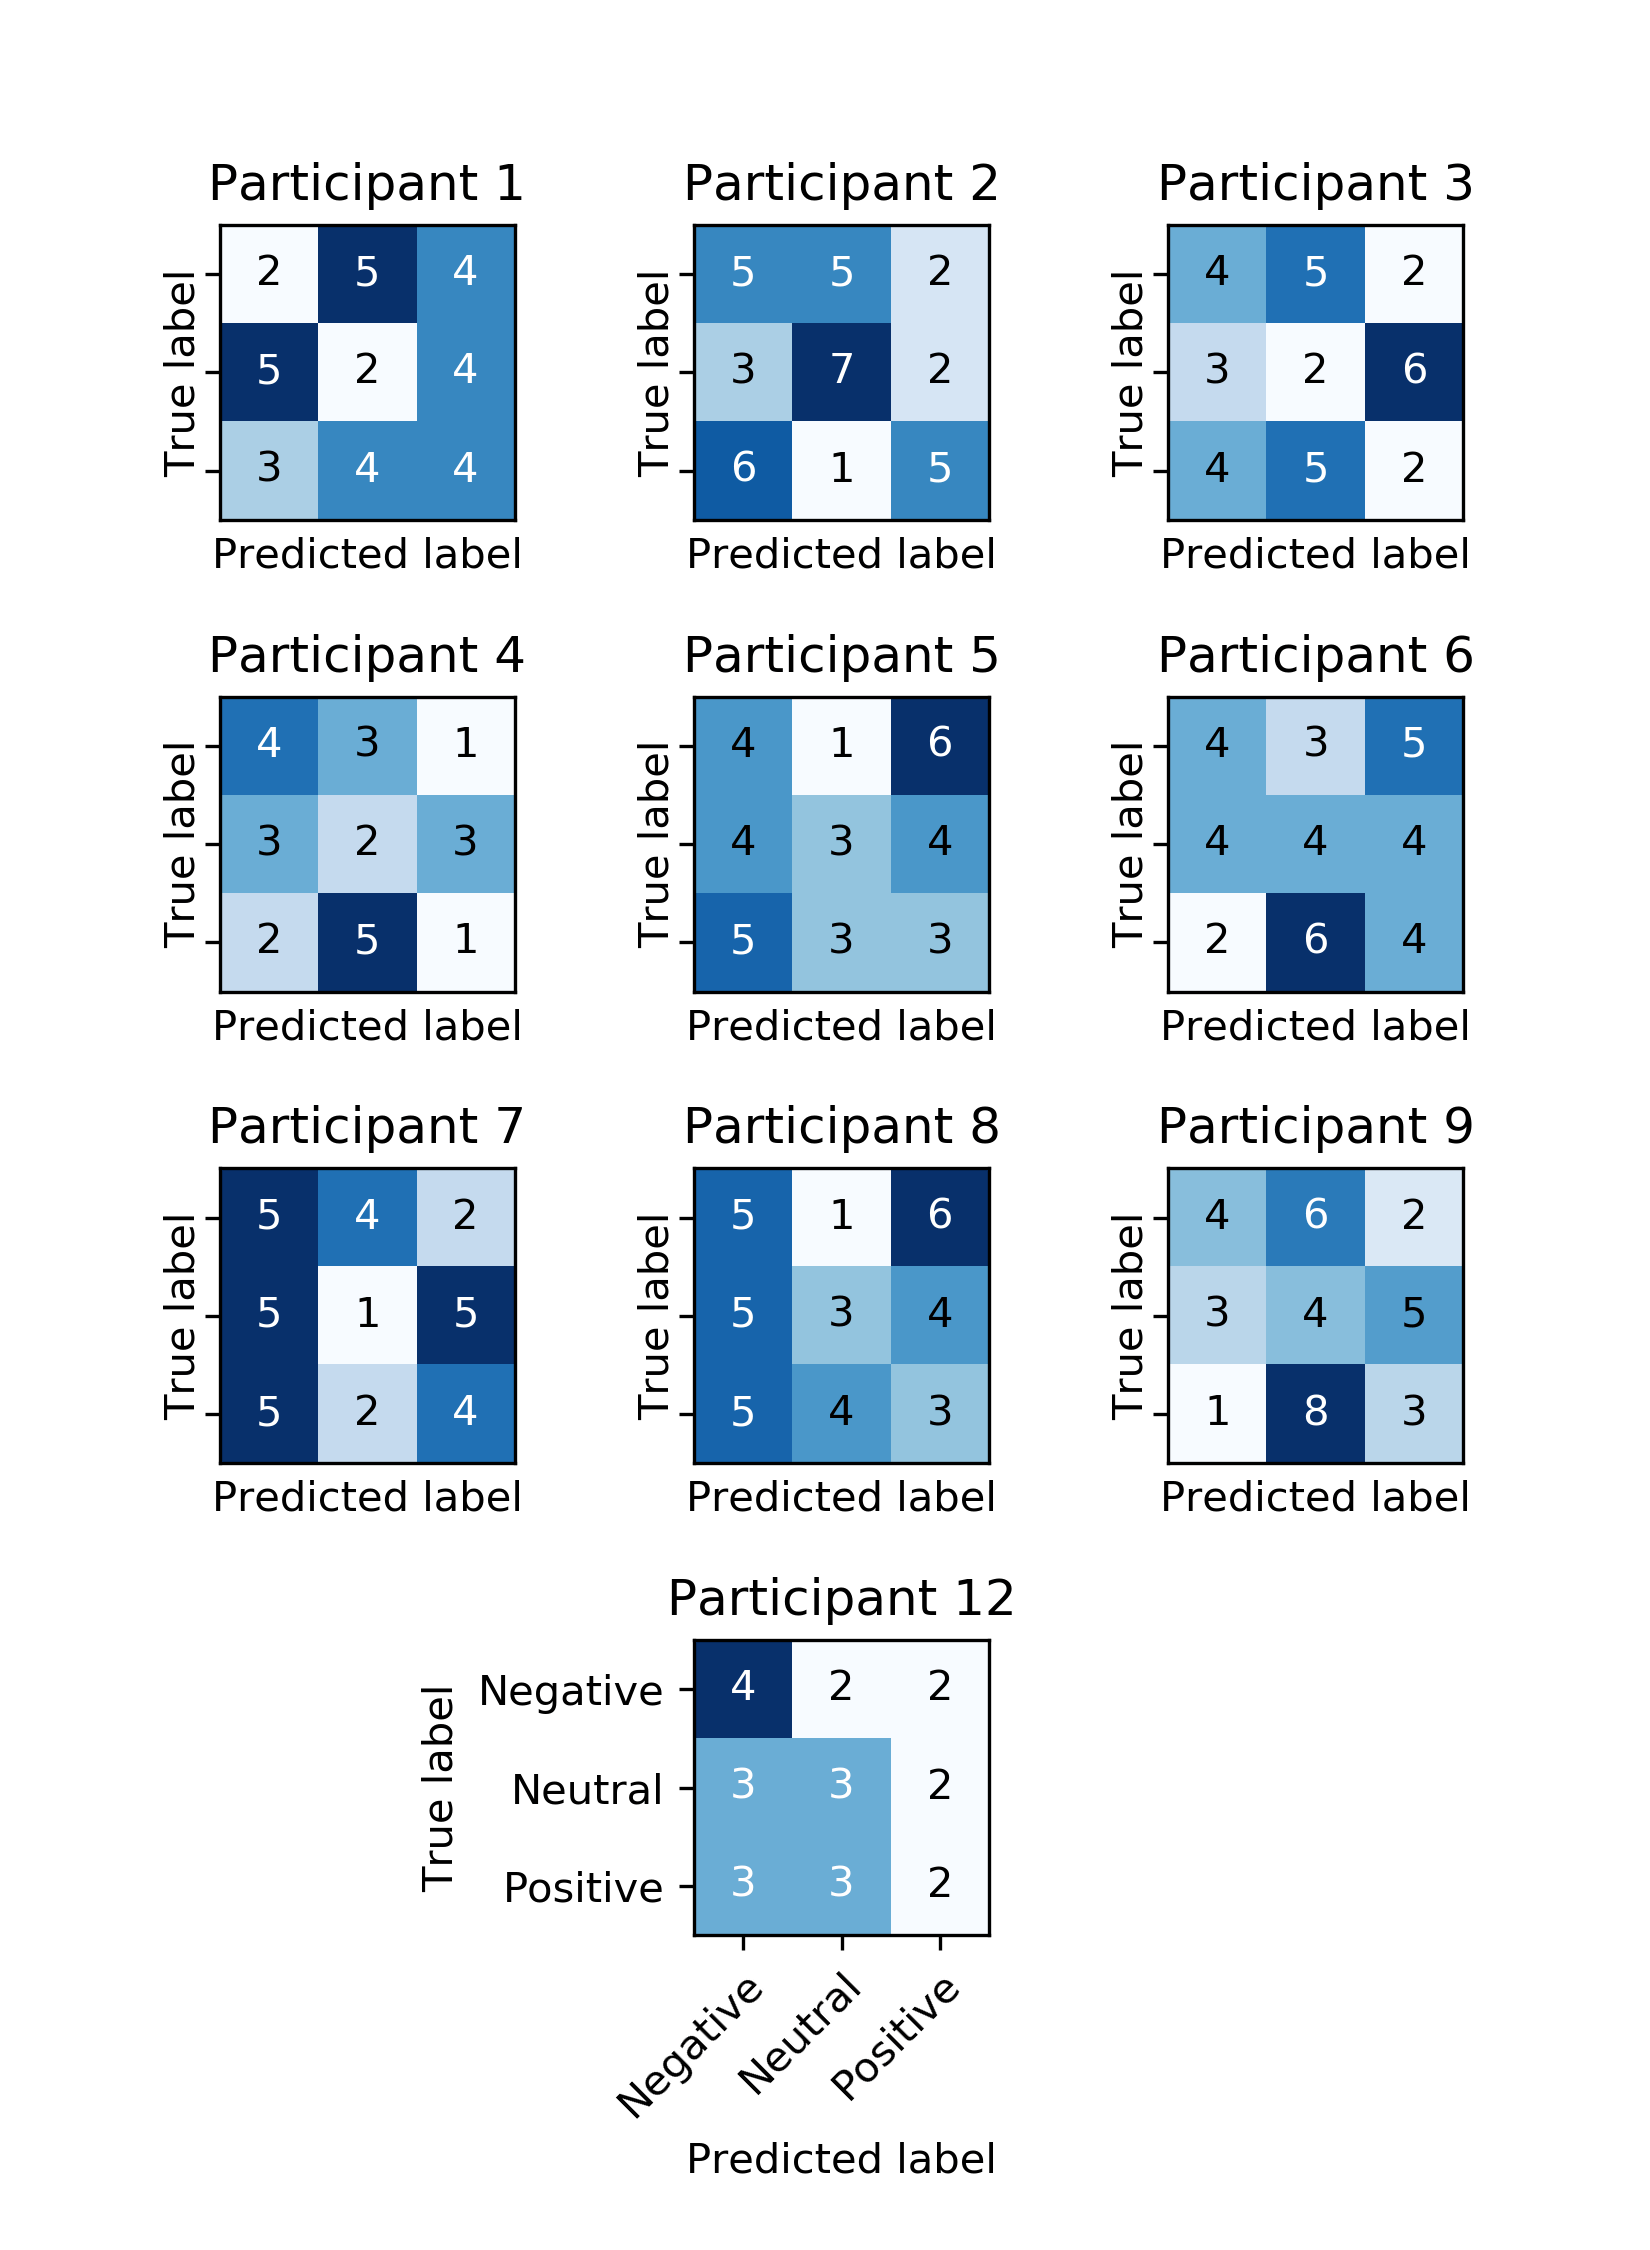 Participant 1 Participant 2 Participant 3
True label 2 5 4 True label 5 5 2 True label 4 5 2
5 2 4 3 7 2 3 2 6
3 4 4 6 1 5 4 5 2
Predicted label Predicted label Predicted label
Participant 4 Participant 5 Participant 6
True label 4 3 1 True label 4 1 6 True label 4 3 5
3 2 3 4 3 4 4 4 4
2 5 1 5 3 3 2 6 4
Predicted label Predicted label Predicted label
Participant 7 Participant 8 Participant 9
True label 5 4 2 True label 5 1 6 True label 4 6 2
5 1 5 5 3 4 3 4 5
5 2 4 5 4 3 1 8 3
Predicted label Predicted label Predicted label
Participant 12
True label
Negative 4 2 2
Neutral 3 3 2
Positive 3 3 2
Negative Neutral Positive
Predicted label